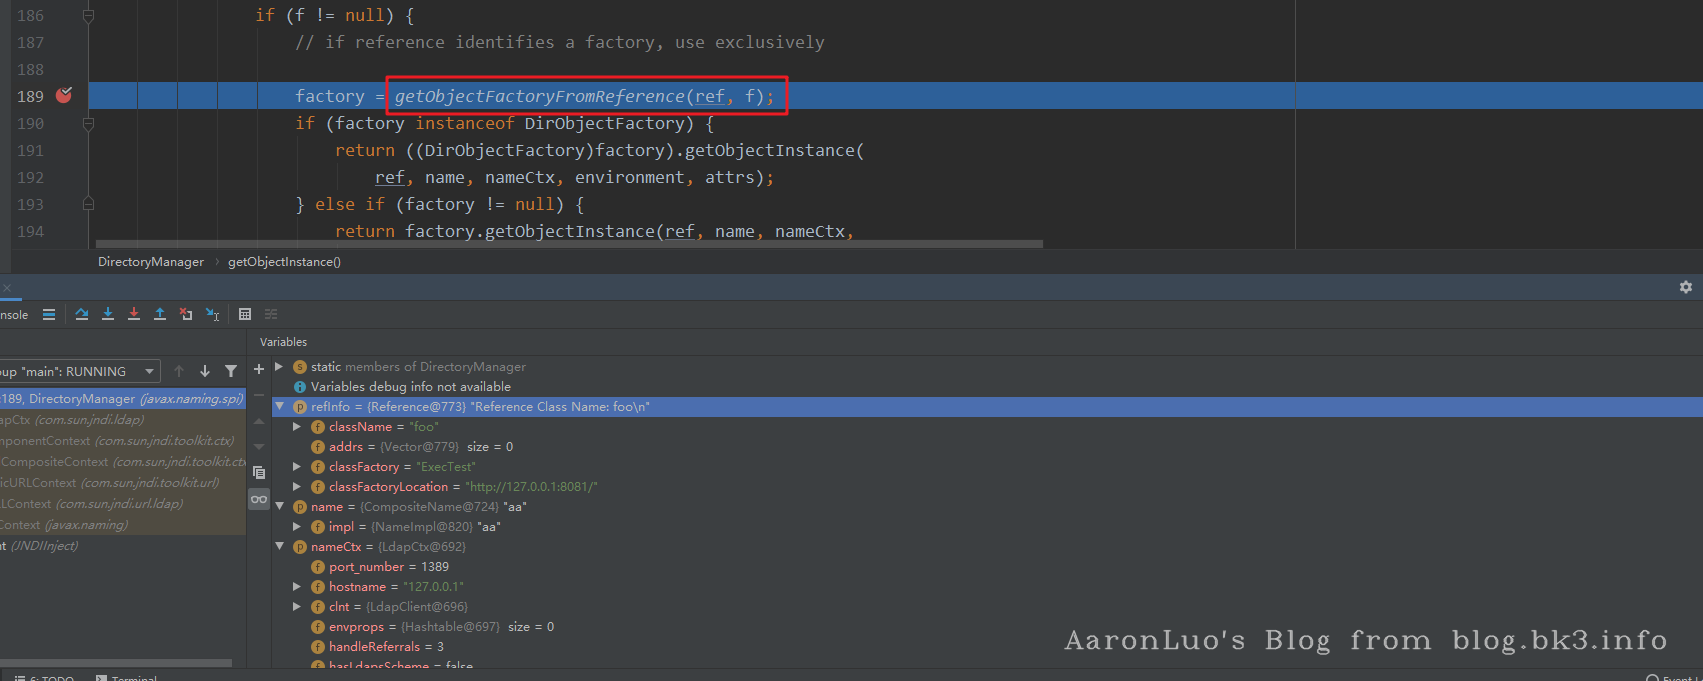 186 if (f != null) {
187 // if reference identifies a factory, use exclusively
188
189 factory = getObjectFactoryFromReference(ref, f);
190 if (factory instanceof DirObjectFactory) {
191 return ((DirObjectFactory)factory).getObjectInstance(
192 ref, name, nameCtx, environment, attrs);
193 } else if (factory != null) {
194 return factory.getObjectInstance(ref, name, nameCtx,
DirectoryManager › getObjectInstance()
nsole
Variables
oup "main": RUNNING
:189, DirectoryManager (javax.naming.spi)
apCtx (com.sun.jndi.ldap)
mponentContext (com.sun.jndi.toolkit.ctx)
CompositeContext (com.sun.jndi.toolkit.ctx
icURLContext (com.sun.jndi.toolkit.url)
LContext (com.sun.jndi.url.ldap)
Context (javax.naming)
nt (JNDIInject)
static members of DirectoryManager
Variables debug info not available
refInfo = {Reference@773} "Reference Class Name: foo\n"
className = "foo"
addrs = {Vector@779} size = 0
classFactory = "ExecTest"
classFactoryLocation = "http://127.0.0.1:8081/"
name = {CompositeName@724} "aa"
impl = {NameImpl@820} "aa"
nameCtx = {LdapCtx@692}
port_number = 1389
hostname = "127.0.0.1"
clnt = {LdapClient@696}
envprops = {Hashtable@697} size = 0
handleReferrals = 3
hasLdapsScheme = false
AaronLuo's Blog from blog.bk3.info
6: TODO Terminal Event L